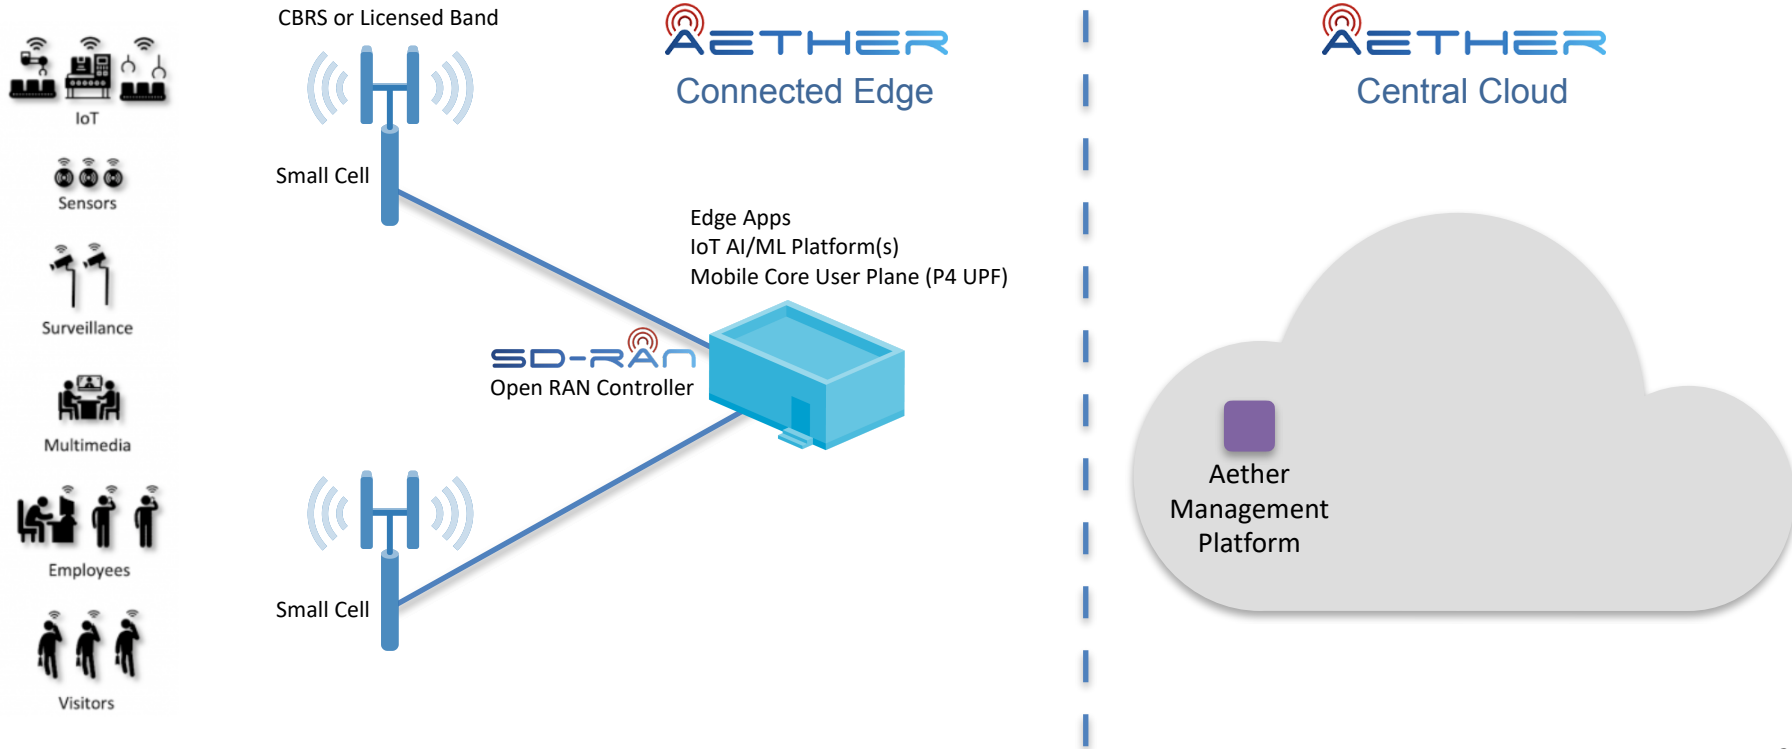 IoT
Sensors
Surveillance
Multimedia
Employees
Visitors
CBRS or Licensed Band
Small Cell
Small Cell
AETHER
Connected Edge
Edge Apps
IoT AI/ML Platform(s)
Mobile Core User Plane (P4 UPF)
SD-RAN
Open RAN Controller
AETHER
Central Cloud
Aether
Management
Platform